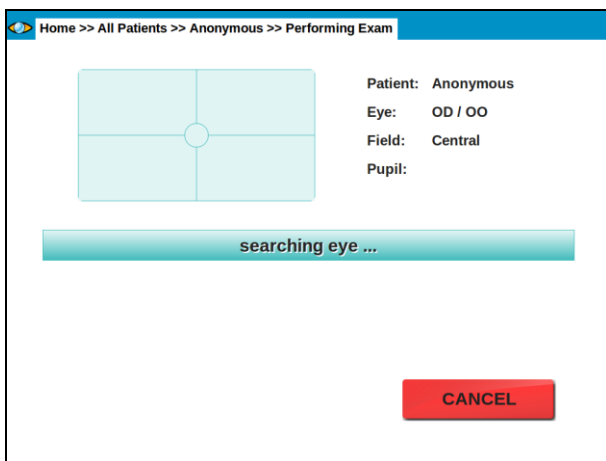 Home >> All Patients >> Anonymous >> Performing Exam
Patient: Anonymous
Eye: OD / OO
Field: Central
Pupil:
searching eye ...
CANCEL